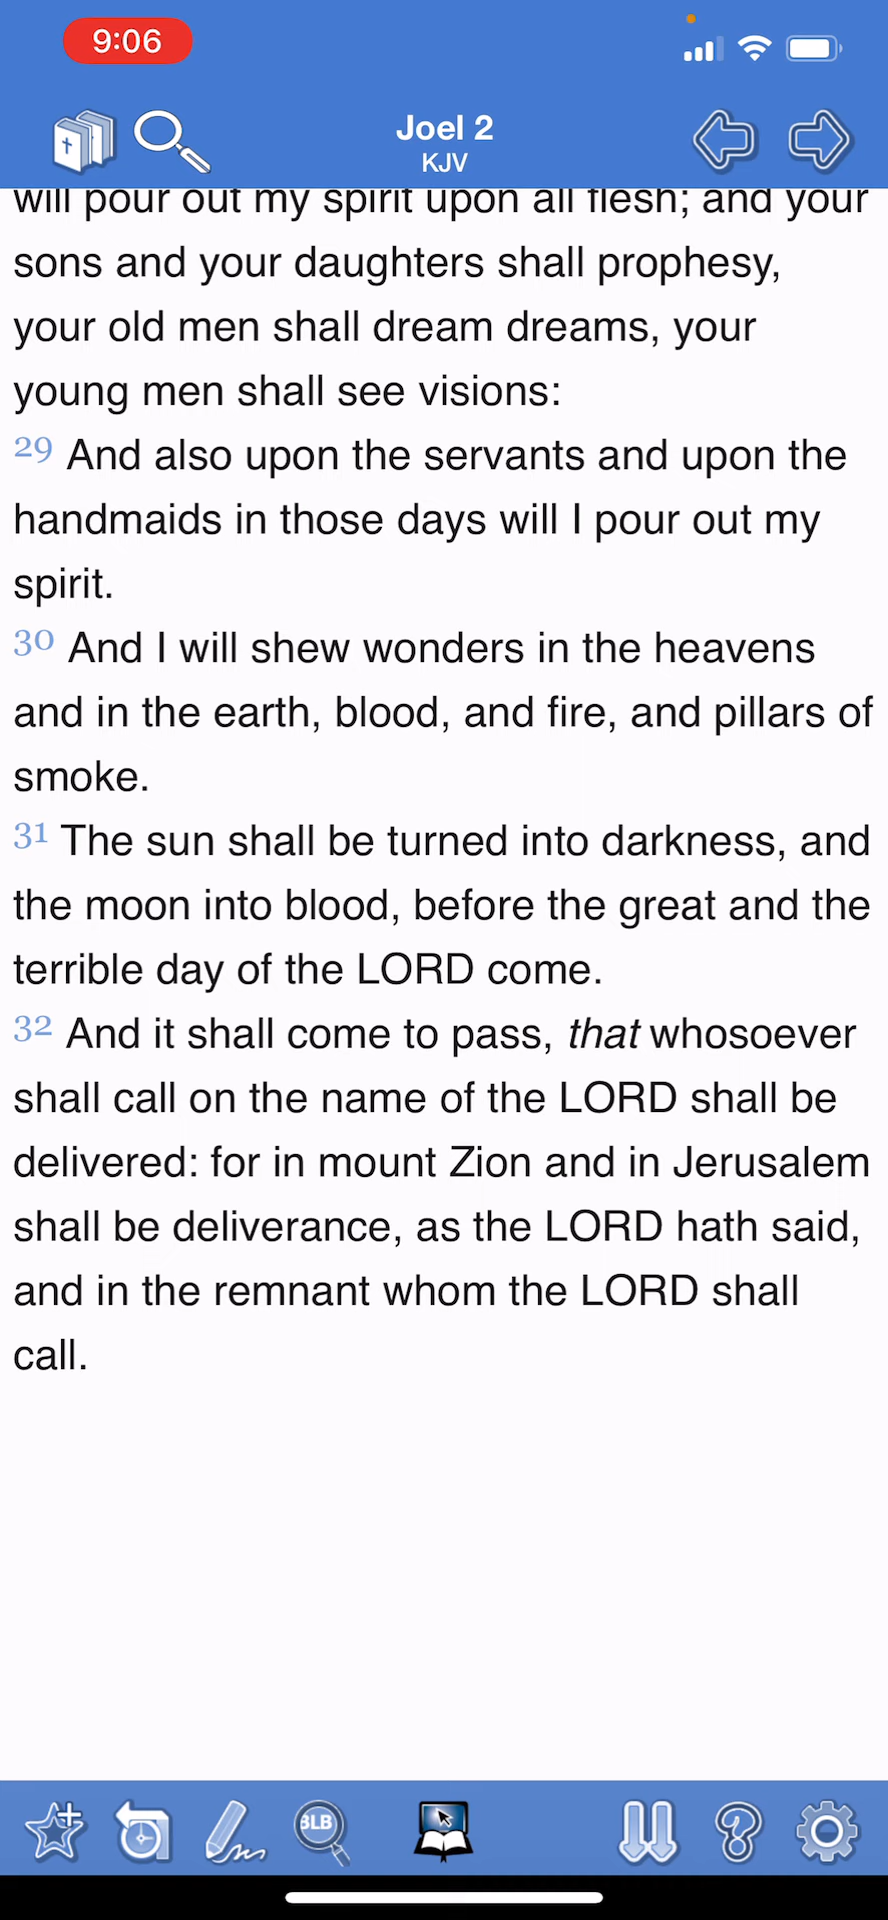 9:06
Joel 2
KJV
will pour out my spirit upon all flesh; and your
sons and your daughters shall prophesy,
your old men shall dream dreams, your
young men shall see visions:
29 And also upon the servants and upon the
handmaids in those days will I pour out my
spirit.
30 And I will shew wonders in the heavens
and in the earth, blood, and fire, and pillars of
smoke.
31 The sun shall be turned into darkness, and
the moon into blood, before the great and the
terrible day of the LORD come.
32 And it shall come to pass, that whosoever
shall call on the name of the LORD shall be
delivered: for in mount Zion and in Jerusalem
shall be deliverance, as the LORD hath said,
and in the remnant whom the LORD shall
call.
BLB